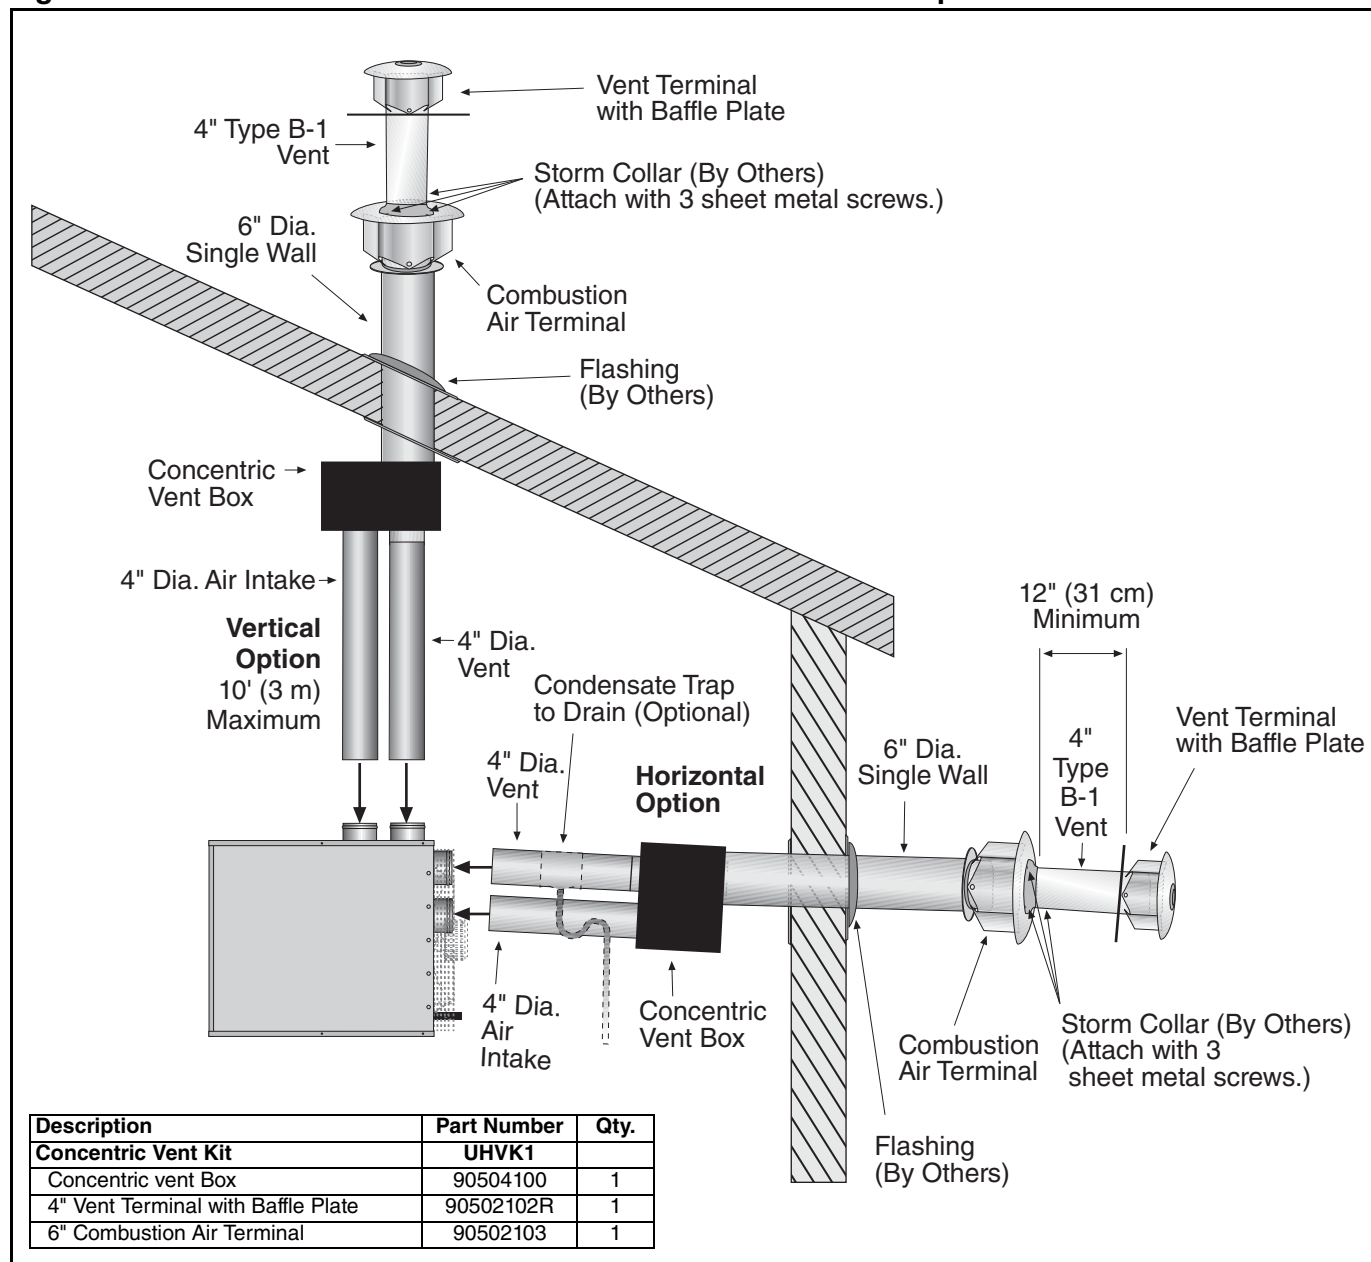 Vent Terminal
with Baffle Plate
4" Type B-1
Vent
Storm Collar (By Others)
(Attach with 3 sheet metal screws.)
6" Dia.
Single Wall
Combustion
Air Terminal
Flashing
(By Others)
Concentric
Vent Box
4" Dia. Air Intake
Vertical
Option
10' (3 m)
Maximum
4" Dia.
Vent
12" (31 cm)
Minimum
Condensate Trap
to Drain (Optional)
4" Dia.
Vent
Horizontal
Option
6" Dia.
Single Wall
4"
Type
B-1
Vent
Vent Terminal
with Baffle Plate
4" Dia.
Air
Intake
Concentric
Vent Box
Combustion
Air Terminal
Storm Collar (By Others)
(Attach with 3
sheet metal screws.)
Flashing
(By Others)
Description Part Number Qty.
Concentric Vent Kit UHVK1
Concentric vent Box 90504100 1
4" Vent Terminal with Baffle Plate 90502102R 1
6" Combustion Air Terminal 90502103 1